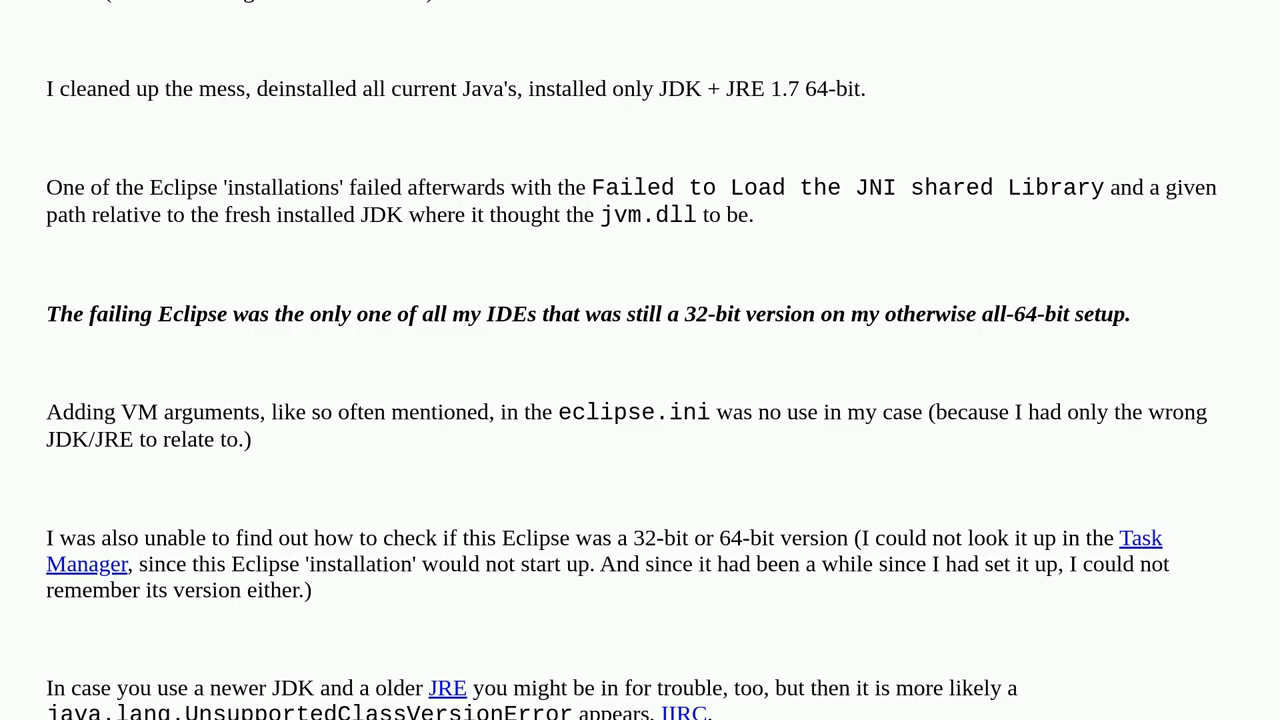 I cleaned up the mess, deinstalled all current Java's, installed only JDK + JRE 1.7 64-bit.
One of the Eclipse 'installations' failed afterwards with the Failed to Load the JNI shared Library and a given
path relative to the fresh installed JDK where it thought the jvm.dll to be.
The failing Eclipse was the only one of all my IDEs that was still a 32-bit version on my otherwise all-64-bit setup.
Adding VM arguments, like so often mentioned, in the eclipse.ini was no use in my case (because I had only the wrong
JDK/JRE to relate to.)
I was also unable to find out how to check if this Eclipse was a 32-bit or 64-bit version (I could not look it up in the Task
Manager, since this Eclipse 'installation' would not start up. And since it had been a while since I had set it up, I could not
remember its version either.)
In case you use a newer JDK and a older JRE you might be in for trouble, too, but then it is more likely a
java.lang.UnsupportedClassVersionError appears, IIRC.